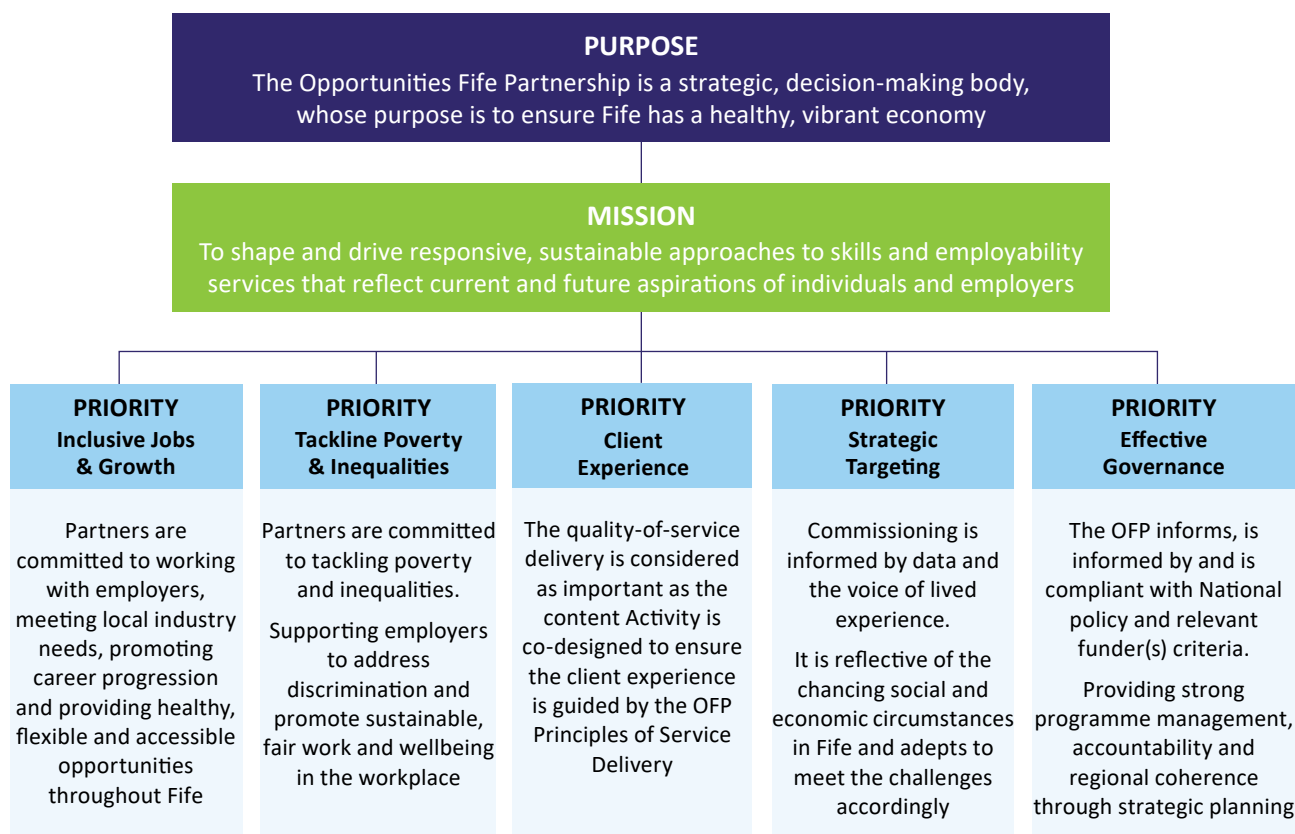 PURPOSE
The Opportunities Fife Partnership is a strategic, decision-making body,
whose purpose is to ensure Fife has a healthy, vibrant economy
MISSION
To shape and drive responsive, sustainable approaches to skills and employability
services that reflect current and future aspirations of individuals and employers
PRIORITY
Inclusive Jobs
& Growth
Partners are
committed to working
with employers,
meeting local industry
needs, promoting
career progression
and providing healthy,
flexible and accessible
opportunities
throughout Fife
PRIORITY
Tackline Poverty
& Inequalities
Partners are committed
to tackling poverty
and inequalities.
Supporting employers
to address
discrimination and
promote sustainable,
fair work and wellbeing
in the workplace
PRIORITY
Client
Experience
The quality-of-service
delivery is considered
as important as the
content Activity is
co-designed to ensure
the client experience
is guided by the OFP
Principles of Service
Delivery
PRIORITY
Strategic
Targeting
Commissioning is
informed by data and
the voice of lived
experience.
It is reflective of the
chancing social and
economic circumstances
in Fife and adepts to
meet the challenges
accordingly
PRIORITY
Effective
Governance
The OFP informs, is
informed by and is
compliant with National
policy and relevant
funder(s) criteria.
Providing strong
programme management,
accountability and
regional coherence
through strategic planning